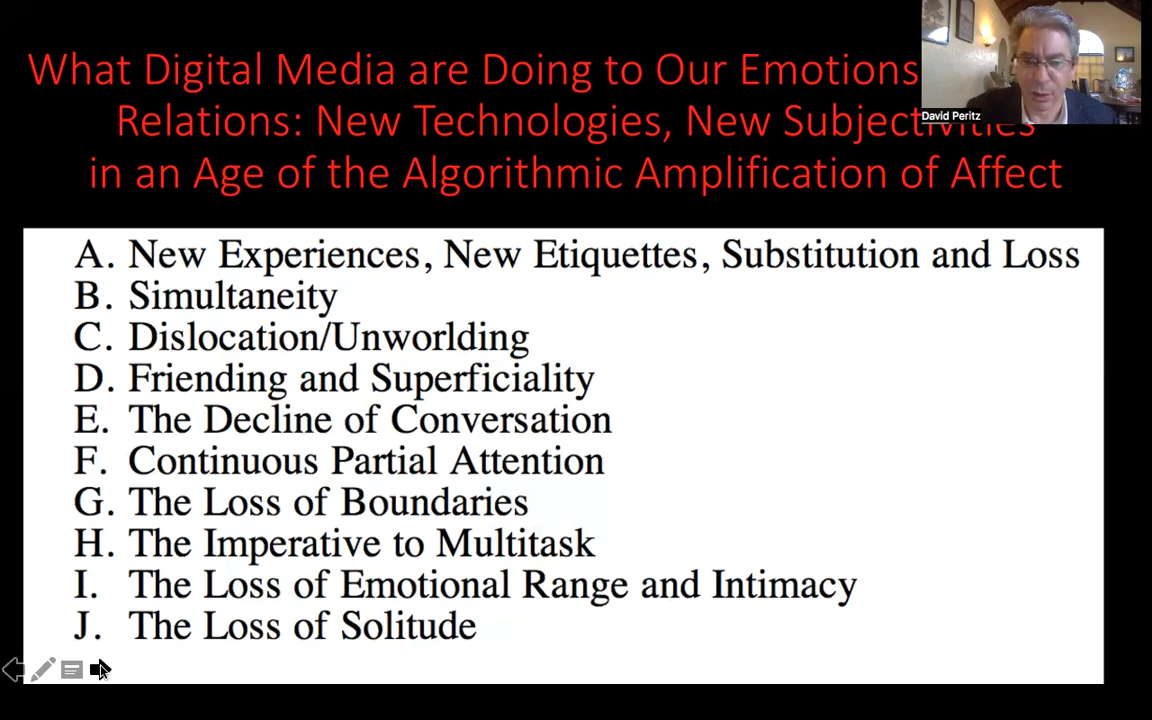 What Digital Media are Doing to Our Emotions
David Peritz
Relations: New Technologies, New Subjectivities
in an Age of the Algorithmic Amplification of Affect
A. New Experiences, New Etiquettes, Substitution and Loss
B. Simultaneity
C. Dislocation/Unworlding
D. Friending and Superficiality
E. The Decline of Conversation
F. Continuous Partial Attention
G. The Loss of Boundaries
H. The Imperative to Multitask
I. The Loss of Emotional Range and Intimacy
J. The Loss of Solitude